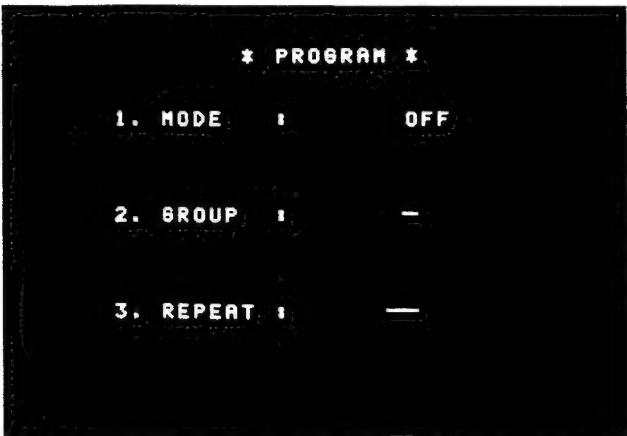 * PROGRAM *
1. MODE : OFF
2. GROUP : -
3. REPEAT : --